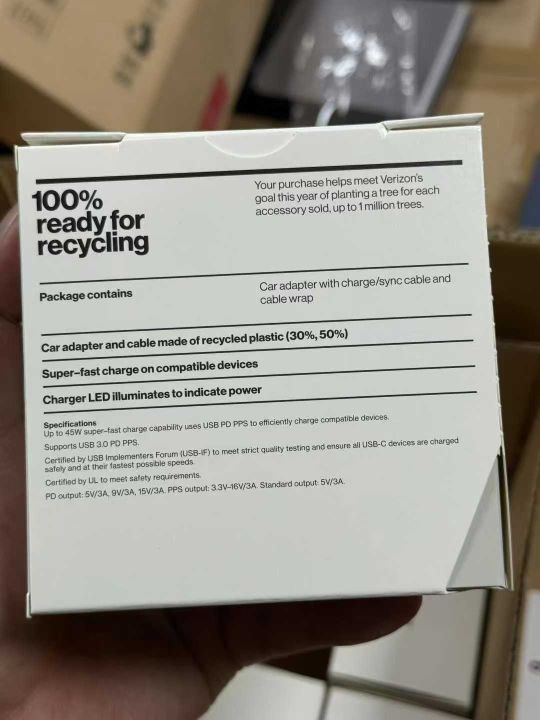 100%
ready for
recycling
Your purchase helps meet Verizon's
goal this year of planting a tree for each
accessory sold, up to 1 million trees.
Package contains
Car adapter with charge/sync cable and
cable wrap
Car adapter and cable made of recycled plastic (30%, 50%)
Super–fast charge on compatible devices
Charger LED illuminates to indicate power
Specifications
Up to 45W super–fast charge capability uses USB PD PPS to efficiently charge compatible devices.
Supports USB 3.0 PD PPS.
Certified by USB Implementers Forum (USB-IF) to meet strict quality testing and ensure all USB-C devices are charged
safely and at their fastest possible speeds.
Certified by UL to meet safety requirements.
PD output: 5V/3A, 9V/3A, 15V/3A. PPS output: 3.3V–16V/3A. Standard output: 5V/3A.